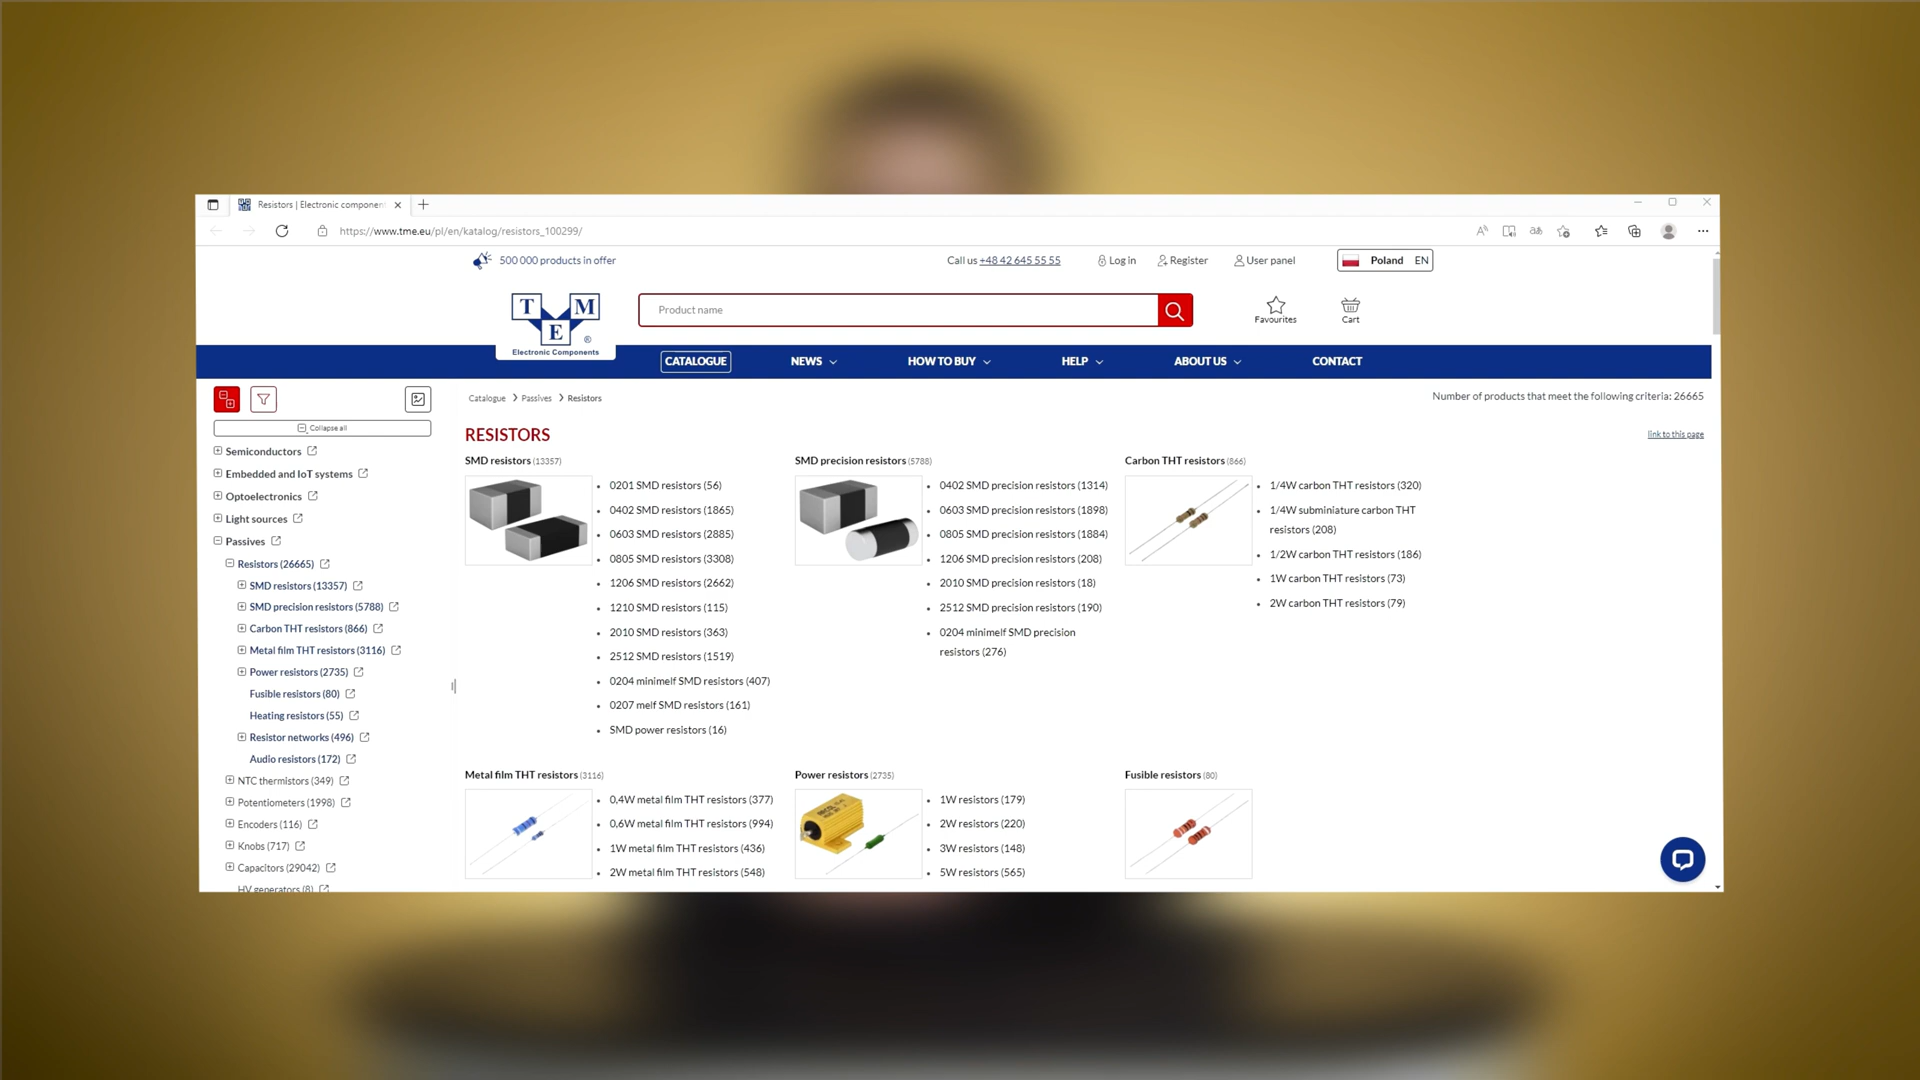 Resistors | Electronic componen
https://www.tme.eu/pl/en/katalog/resistors_100299/
500 000 products in offer
Call us +48 42 645 55 55
Log in
Register
User panel
Poland EN
T M E ®
Electronic Components
Product name
Favourites
Cart
CATALOGUE
NEWS
HOW TO BUY
HELP
ABOUT US
CONTACT
Collapse all
Semiconductors
Embedded and IoT systems
Optoelectronics
Light sources
Passives
Resistors (26665)
SMD resistors (13357)
SMD precision resistors (5788)
Carbon THT resistors (866)
Metal film THT resistors (3116)
Power resistors (2735)
Fusible resistors (80)
Heating resistors (55)
Resistor networks (496)
Audio resistors (172)
NTC thermistors (349)
Potentiometers (1998)
Encoders (116)
Knobs (717)
Capacitors (29042)
HV generators (8)
Catalogue > Passives > Resistors
Number of products that meet the following criteria: 26665
RESISTORS
link to this page
SMD resistors (13357)
0201 SMD resistors (56)
0402 SMD resistors (1865)
0603 SMD resistors (2885)
0805 SMD resistors (3308)
1206 SMD resistors (2662)
1210 SMD resistors (115)
2010 SMD resistors (363)
2512 SMD resistors (1519)
0204 minimelf SMD resistors (407)
0207 melf SMD resistors (161)
SMD power resistors (16)
SMD precision resistors (5788)
0402 SMD precision resistors (1314)
0603 SMD precision resistors (1898)
0805 SMD precision resistors (1884)
1206 SMD precision resistors (208)
2010 SMD precision resistors (18)
2512 SMD precision resistors (190)
0204 minimelf SMD precision
resistors (276)
Carbon THT resistors (866)
1/4W carbon THT resistors (320)
1/4W subminiature carbon THT
resistors (208)
1/2W carbon THT resistors (186)
1W carbon THT resistors (73)
2W carbon THT resistors (79)
Metal film THT resistors (3116)
0,4W metal film THT resistors (377)
0,6W metal film THT resistors (994)
1W metal film THT resistors (436)
2W metal film THT resistors (548)
Power resistors (2735)
1W resistors (179)
2W resistors (220)
3W resistors (148)
5W resistors (565)
Fusible resistors (80)